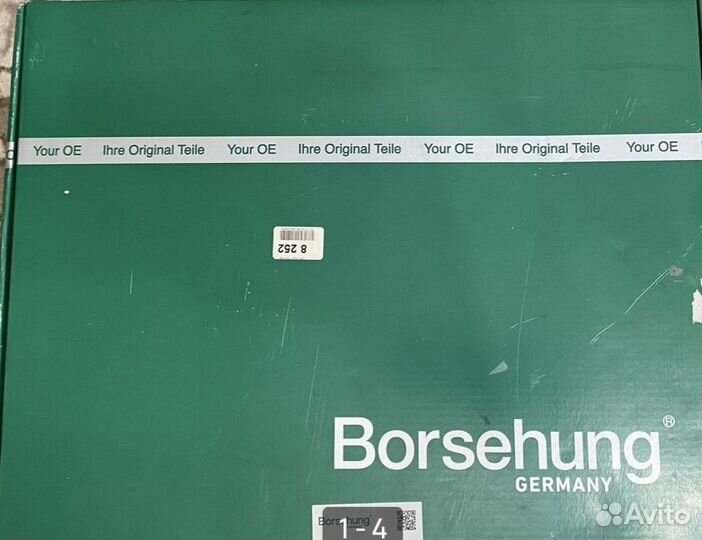 Your OE Ihre Original Teile Your OE Ihre Original Teile Your OE Ihre Original Teile Your OE
8 252
Borsehung®
GERMANY
Borsehung
1-4
Avito